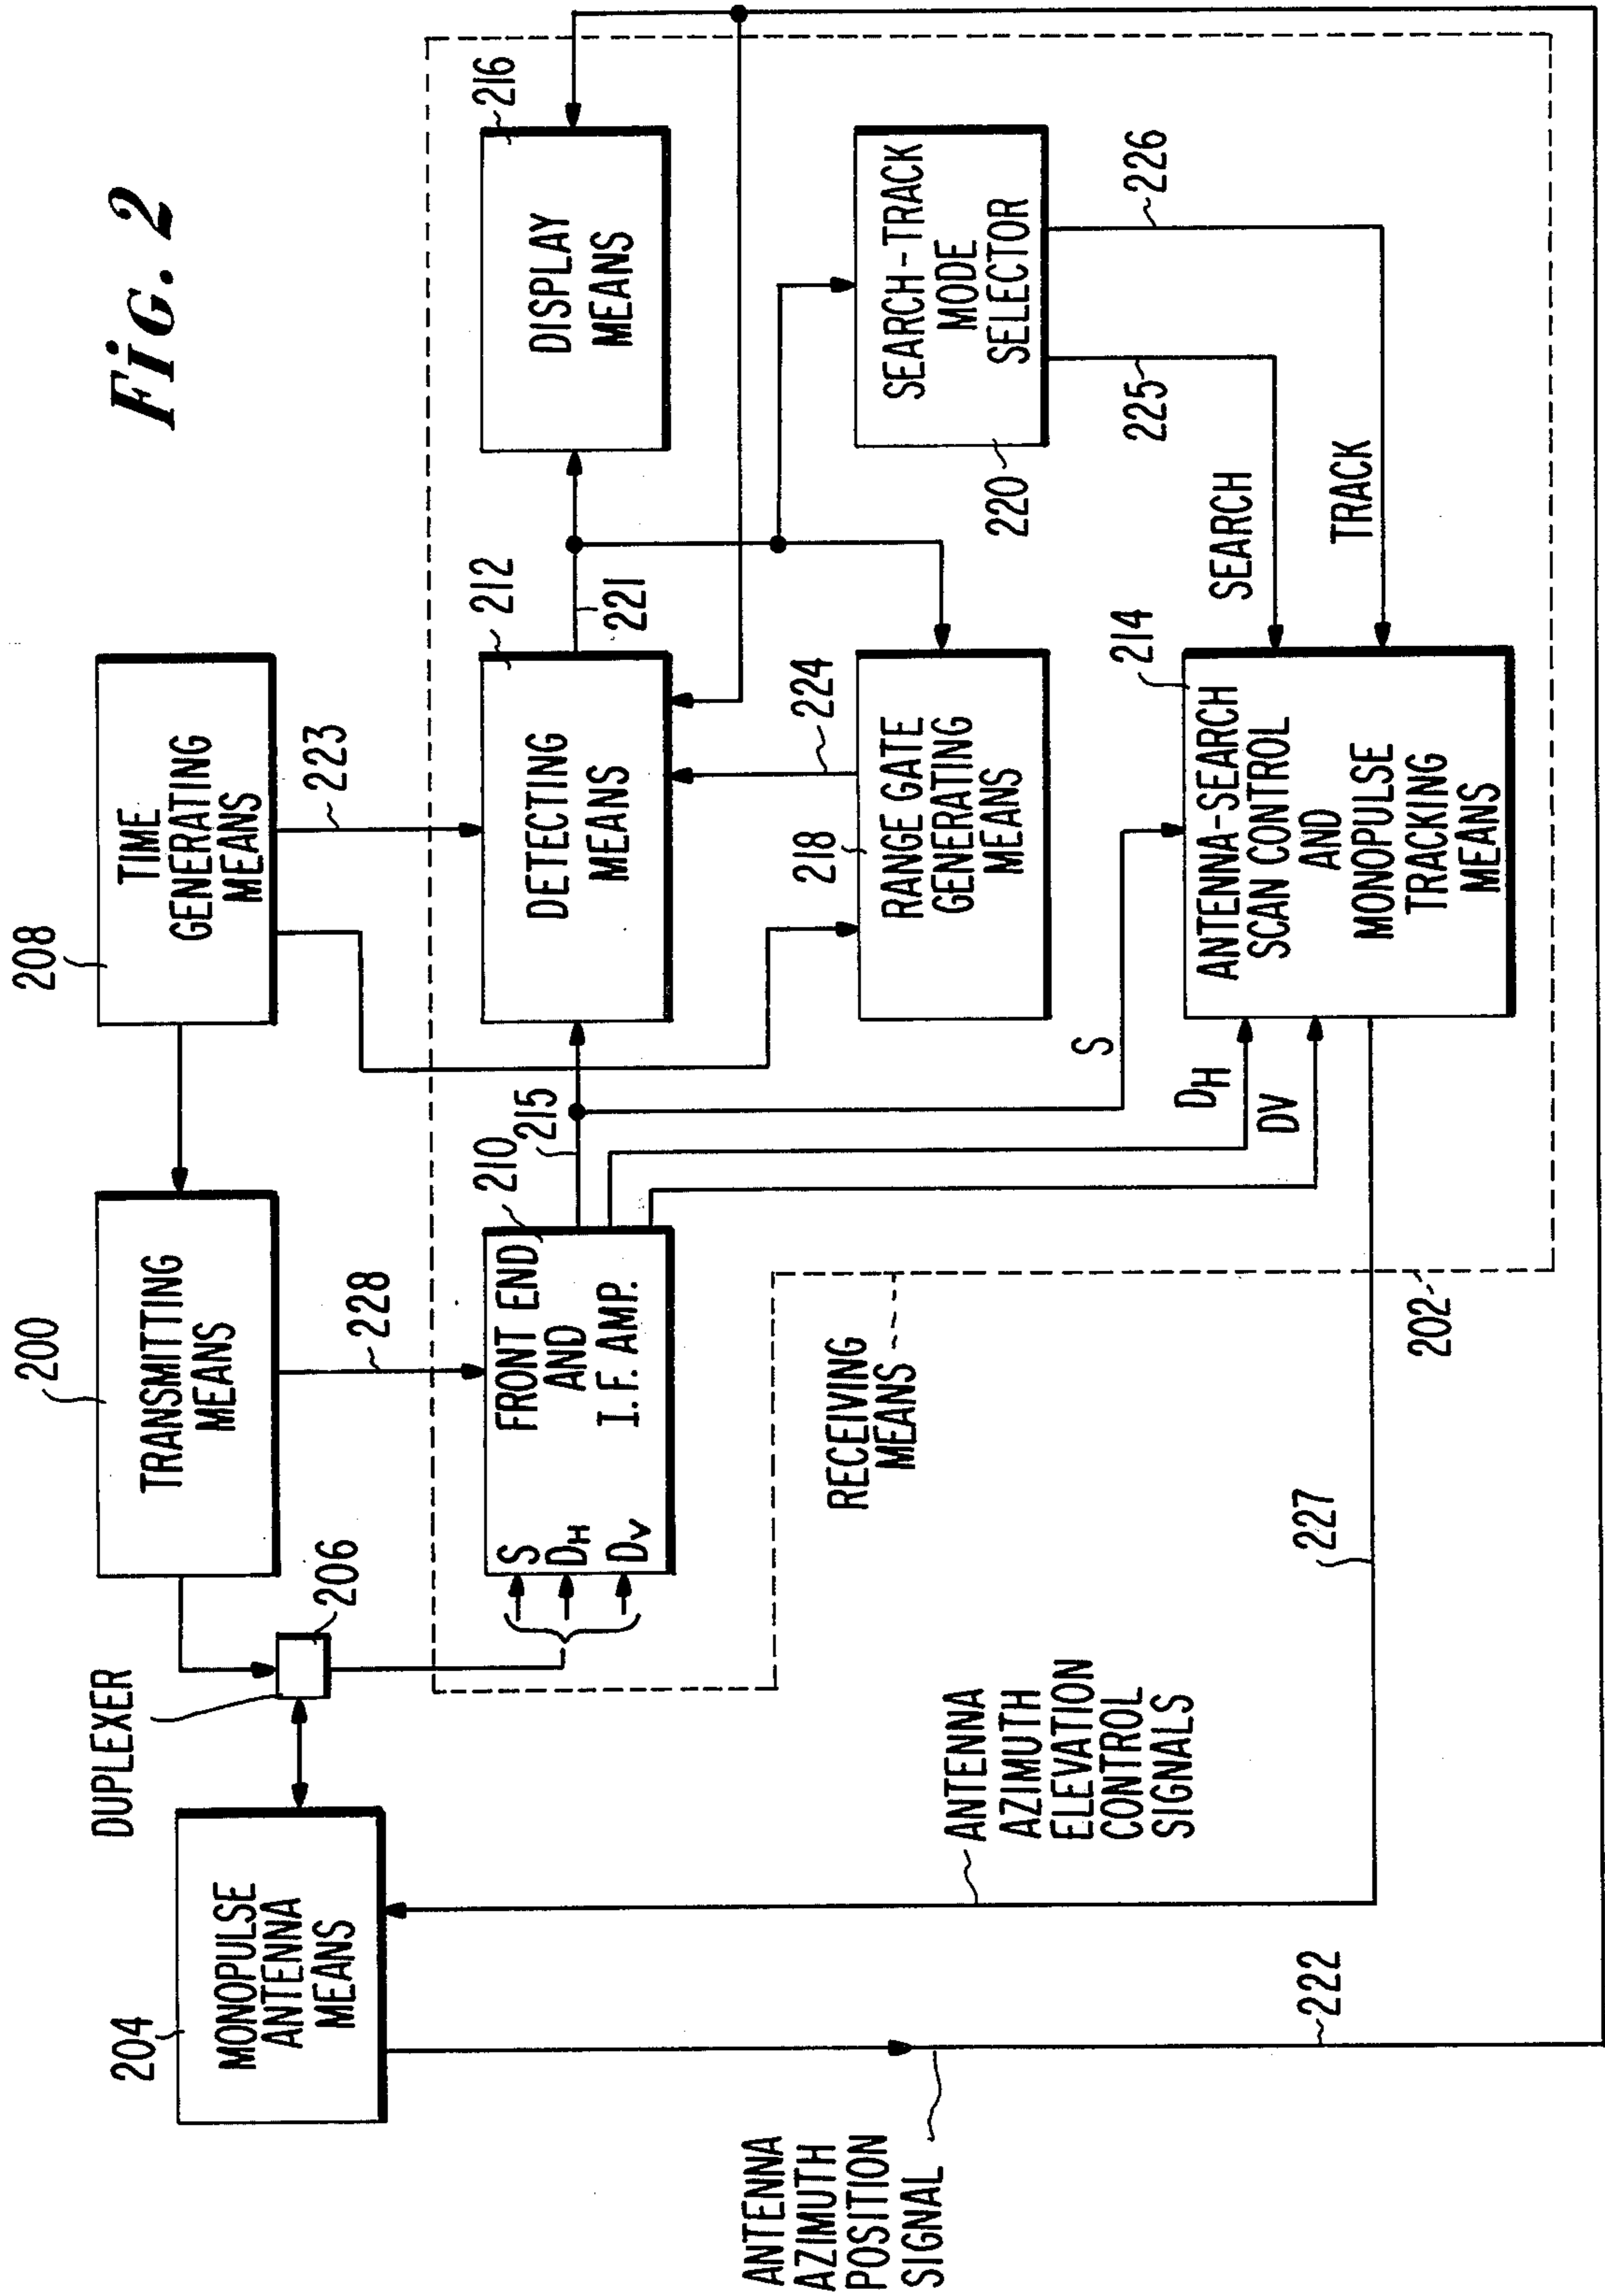 Fig. 2
208
TIME
GENERATING
MEANS
223
200
TRANSMITTING
MEANS
228
DUPLEXER
206
204
MONOPULSE
ANTENNA
MEANS
216
DISPLAY
MEANS
212
DETECTING
MEANS
221
210
215
FRONT END
AND
I.F. AMP.
S
DH
DV
224
218
RANGE GATE
GENERATING
MEANS
SEARCH-TRACK
MODE
SELECTOR
220
225
226
SEARCH
TRACK
214
ANTENNA-SEARCH
SCAN CONTROL
AND
MONOPULSE
TRACKING
MEANS
S
DH
DV
RECEIVING
MEANS
202
227
ANTENNA
AZIMUTH
ELEVATION
CONTROL
SIGNALS
222
ANTENNA
AZIMUTH
POSITION
SIGNAL